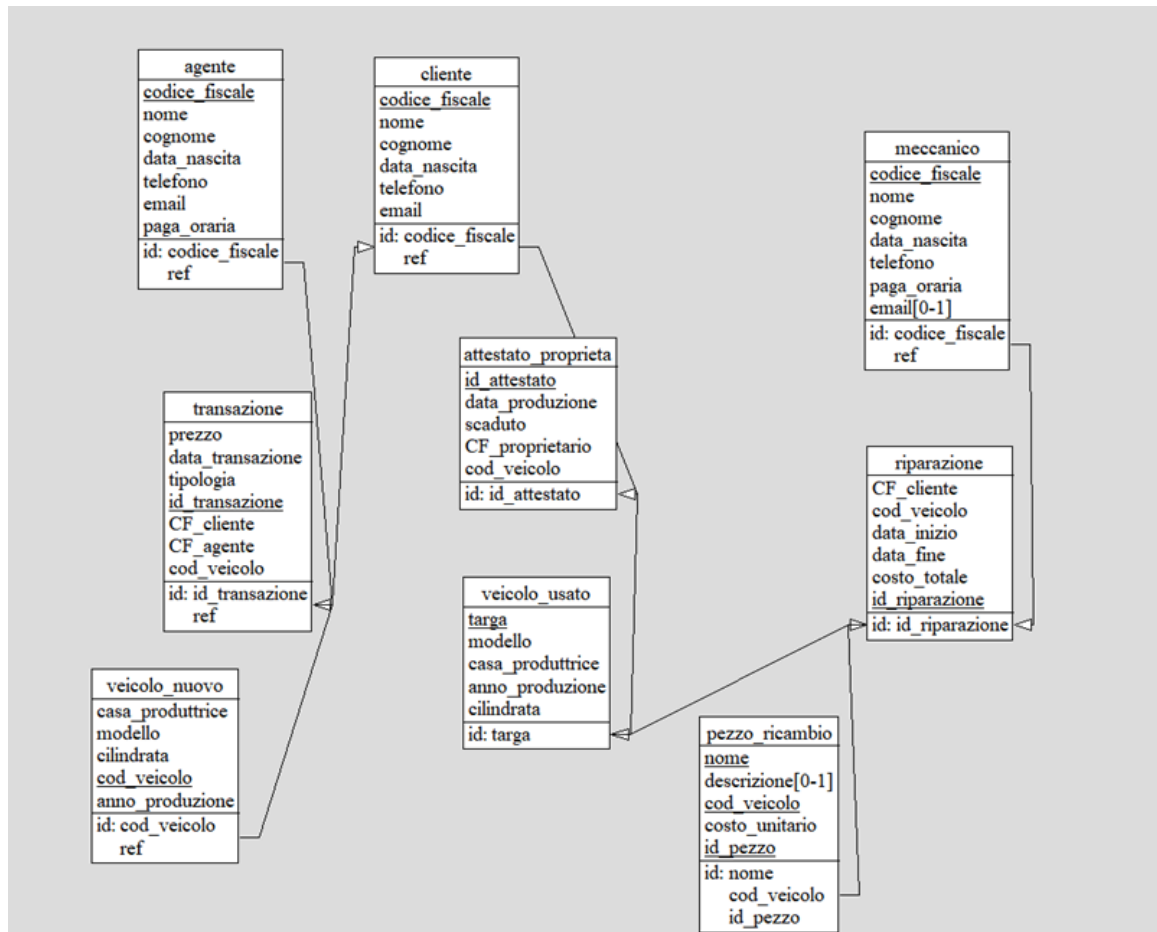 agente
codice_fiscale
nome
cognome
data_nascita
telefono
email
paga_oraria
id: codice_fiscale
ref
cliente
codice_fiscale
nome
cognome
data_nascita
telefono
email
id: codice_fiscale
ref
meccanico
codice_fiscale
nome
cognome
data_nascita
telefono
paga_oraria
email[0-1]
id: codice_fiscale
ref
attestato_proprieta
id_attestato
data_produzione
scaduto
CF_proprietario
cod_veicolo
id: id_attestato
transazione
prezzo
data_transazione
tipologia
id_transazione
CF_cliente
CF_agente
cod_veicolo
id: id_transazione
ref
riparazione
CF_cliente
cod_veicolo
data_inizio
data_fine
costo_totale
id_riparazione
id: id_riparazione
veicolo_usato
targa
modello
casa_produttrice
anno_produzione
cilindrata
id: targa
veicolo_nuovo
casa_produttrice
modello
cilindrata
cod_veicolo
anno_produzione
id: cod_veicolo
ref
pezzo_ricambio
nome
descrizione[0-1]
cod_veicolo
costo_unitario
id_pezzo
id: nome
cod_veicolo
id_pezzo